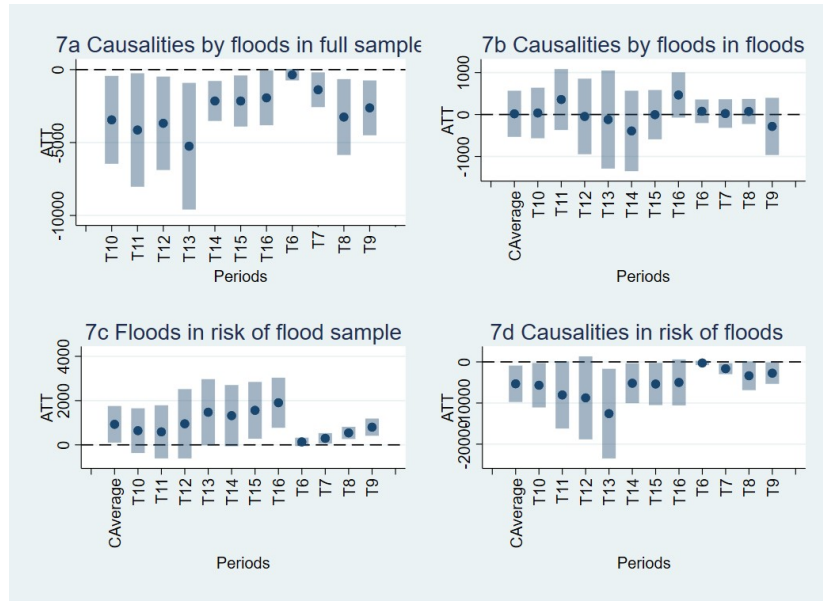 7a Causalities by floods in full sample
ATT
0
-5000
-10000
T10 T11 T12 T13 T14 T15 T16 T6 T7 T8 T9
Periods
7b Causalities by floods in floods
ATT
1000
0
-1000
CAverage T10 T11 T12 T13 T14 T15 T16 T6 T7 T8 T9
Periods
7c Floods in risk of flood sample
ATT
4000
2000
0
CAverage T10 T11 T12 T13 T14 T15 T16 T6 T7 T8 T9
Periods
7d Causalities in risk of floods
ATT
0
-10000
-20000
CAverage T10 T11 T12 T13 T14 T15 T16 T6 T7 T8 T9
Periods